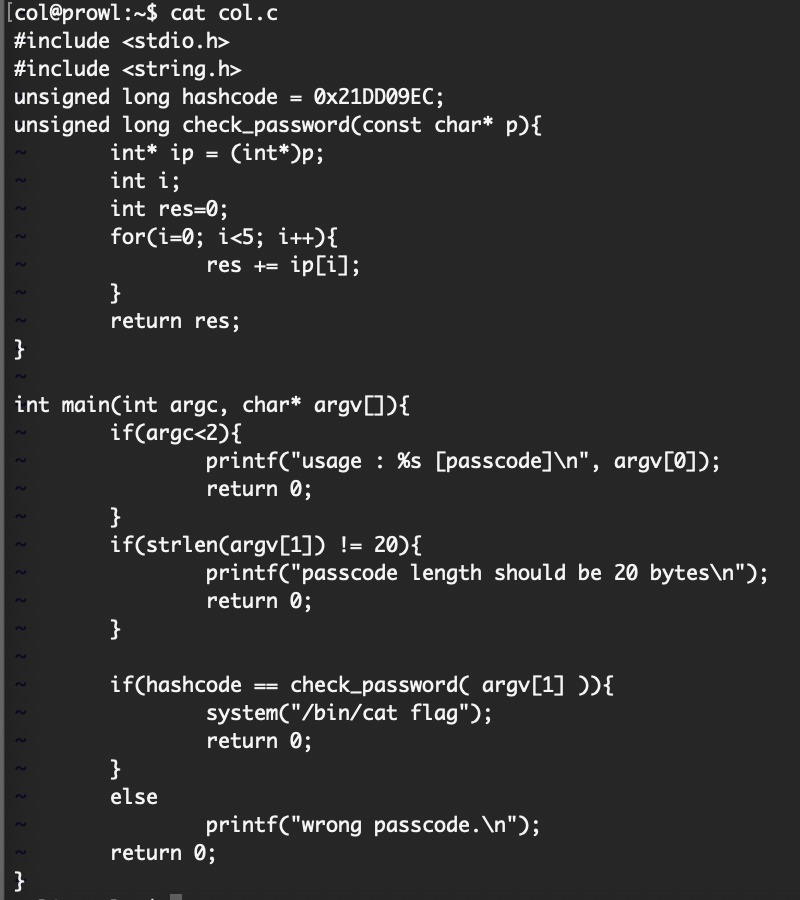 [col@prowl:~$ cat col.c
#include <stdio.h>
#include <string.h>
unsigned long hashcode = 0x21DD09EC;
unsigned long check_password(const char* p){
~       int* ip = (int*)p;
~       int i;
~       int res=0;
~       for(i=0; i<5; i++){
~               res += ip[i];
~       }
~       return res;
}
~
int main(int argc, char* argv[]){
~       if(argc<2){
~               printf("usage : %s [passcode]\n", argv[0]);
~               return 0;
~       }
~       if(strlen(argv[1]) != 20){
~               printf("passcode length should be 20 bytes\n");
~               return 0;
~       }
~
~       if(hashcode == check_password( argv[1] )){
~               system("/bin/cat flag");
~               return 0;
~       }
~       else
~               printf("wrong passcode.\n");
~       return 0;
}